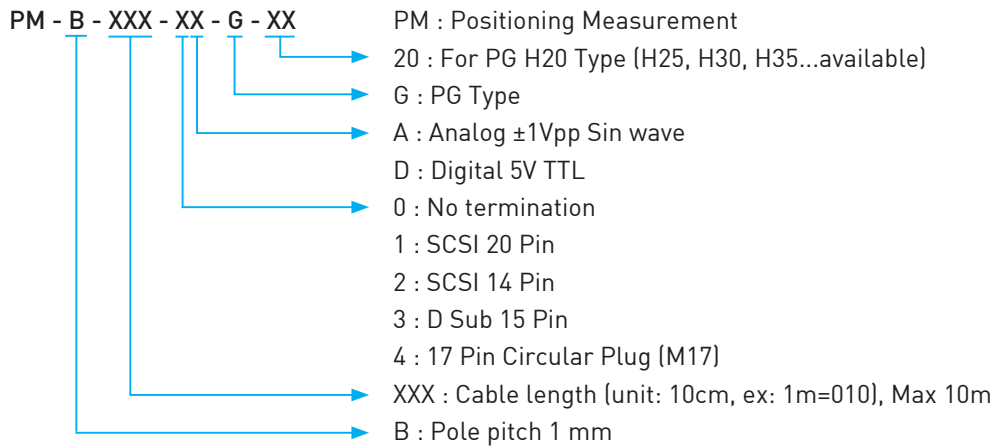 PM - B - XXX - XX - G - XX PM : Positioning Measurement
20 : For PG H20 Type (H25, H30, H35...available)
G : PG Type
A : Analog ±1Vpp Sin wave
D : Digital 5V TTL
0 : No termination
1 : SCSI 20 Pin
2 : SCSI 14 Pin
3 : D Sub 15 Pin
4 : 17 Pin Circular Plug (M17)
XXX : Cable length (unit: 10cm, ex: 1m=010), Max 10m
B : Pole pitch 1 mm